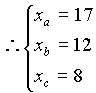 x_a = 17
∴ { x_b = 12
x_c = 8